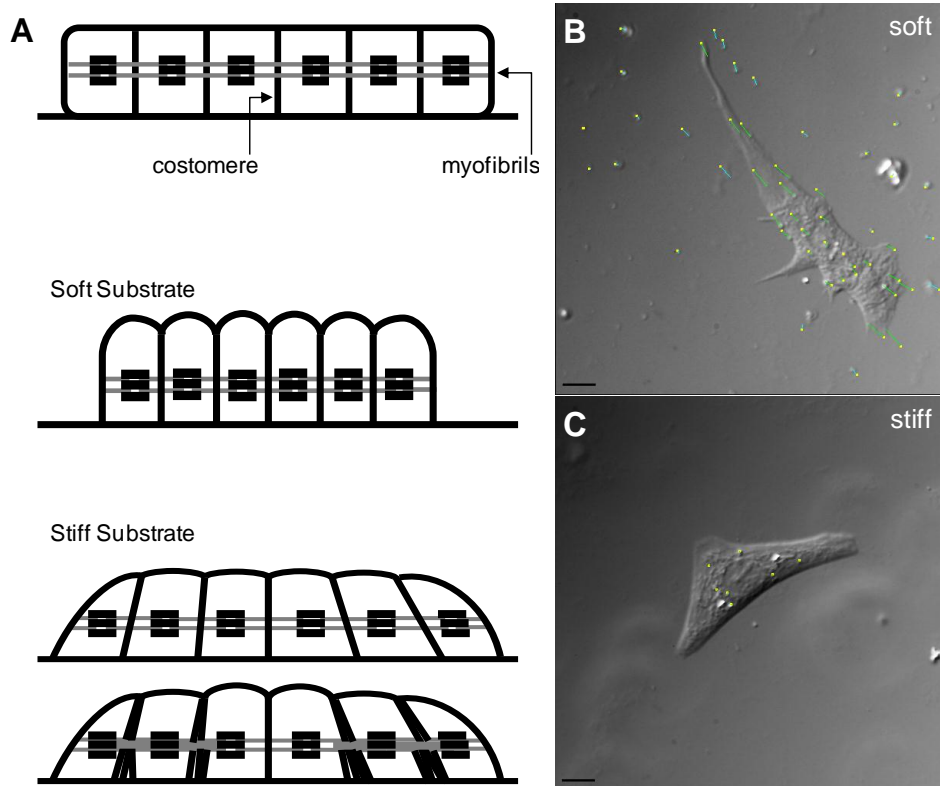 A
costomere
myofibrils
Soft Substrate
Stiff Substrate
B
soft
C
stiff